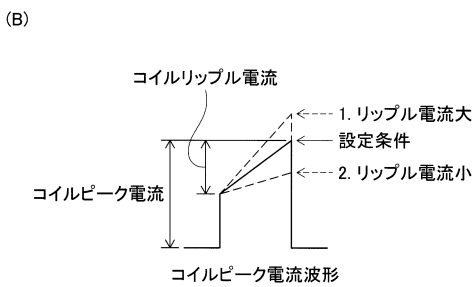 (B)
コイルリップル電流
1. リップル電流大
設定条件
2. リップル電流小
コイルピーク電流
コイルピーク電流波形